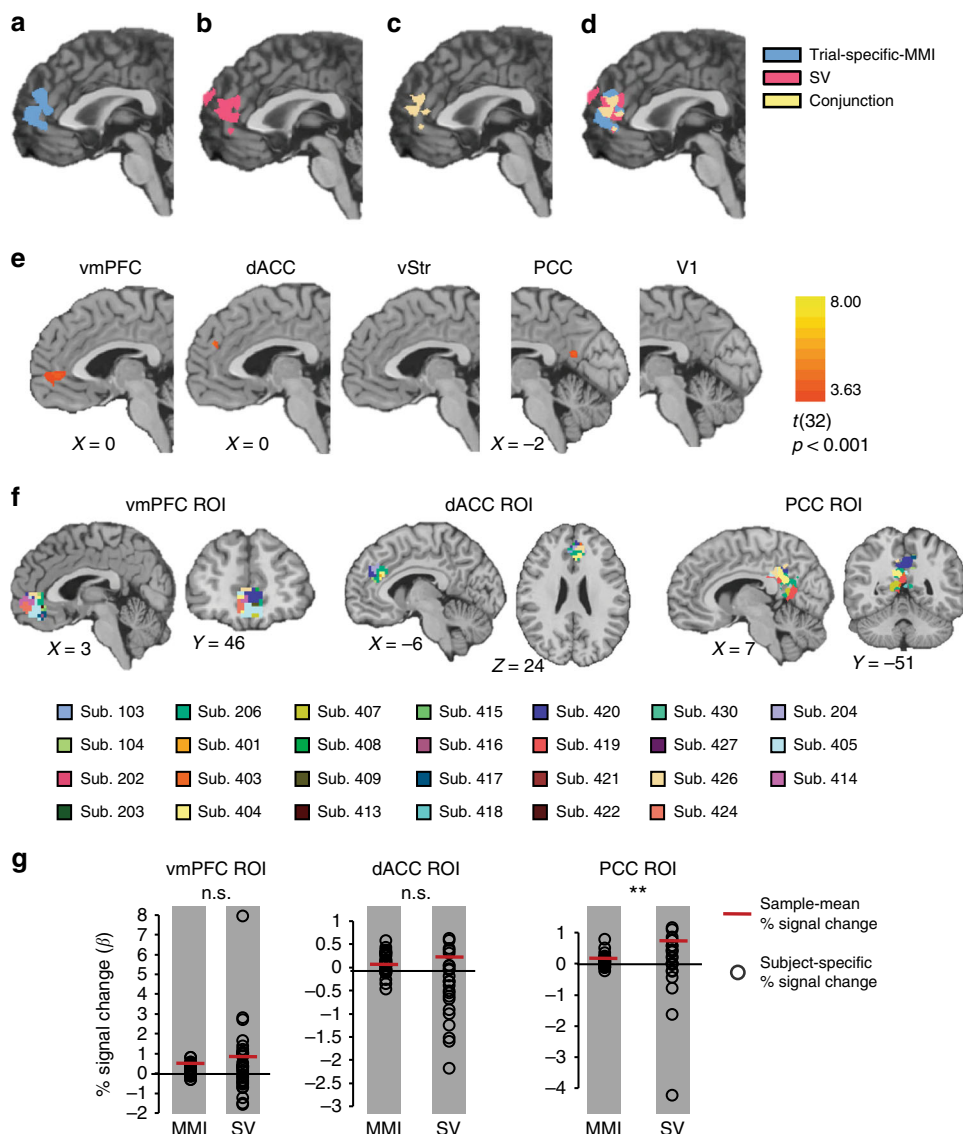 a b c d
Trial-specific-MMI
SV
Conjunction
e
vmPFC dACC vStr PCC V1
8.00
3.63
X = 0 X = 0 X = –2
t(32)
p < 0.001
f
vmPFC ROI dACC ROI PCC ROI
X = 3 Y = 46 X = –6 Z = 24 X = 7 Y = –51
Sub. 103 Sub. 206 Sub. 407 Sub. 415 Sub. 420 Sub. 430 Sub. 204
Sub. 104 Sub. 401 Sub. 408 Sub. 416 Sub. 419 Sub. 427 Sub. 405
Sub. 202 Sub. 403 Sub. 409 Sub. 417 Sub. 421 Sub. 426 Sub. 414
Sub. 203 Sub. 404 Sub. 413 Sub. 418 Sub. 422 Sub. 424
g
vmPFC ROI dACC ROI PCC ROI
n.s. n.s. **
% signal change (β)
8
7
6
5
4
3
2
1
0
–1
–2
MMI SV
1
0.5
0
–0.5
–1
–1.5
–2
–2.5
–3
MMI SV
1
0
–1
–2
–3
–4
MMI SV
Sample-mean
% signal change
Subject-specific
% signal change